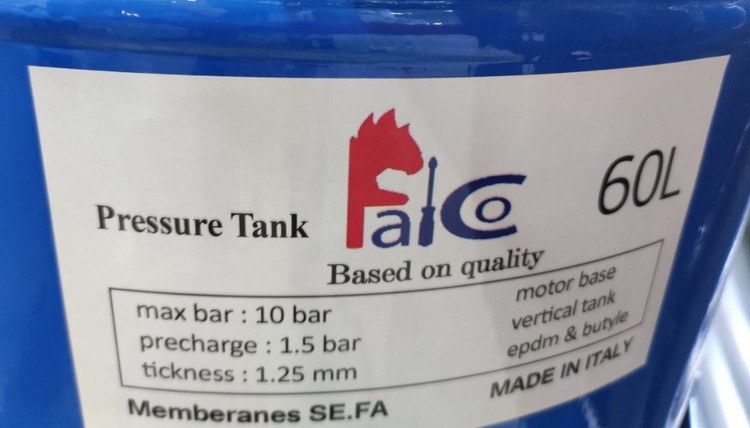 Falco
60L
Pressure Tank
Based on quality
max bar : 10 bar
precharge : 1.5 bar
tickness : 1.25 mm
motor base
vertical tank
epdm & butyle
Memberanes SE.FA
MADE IN ITALY